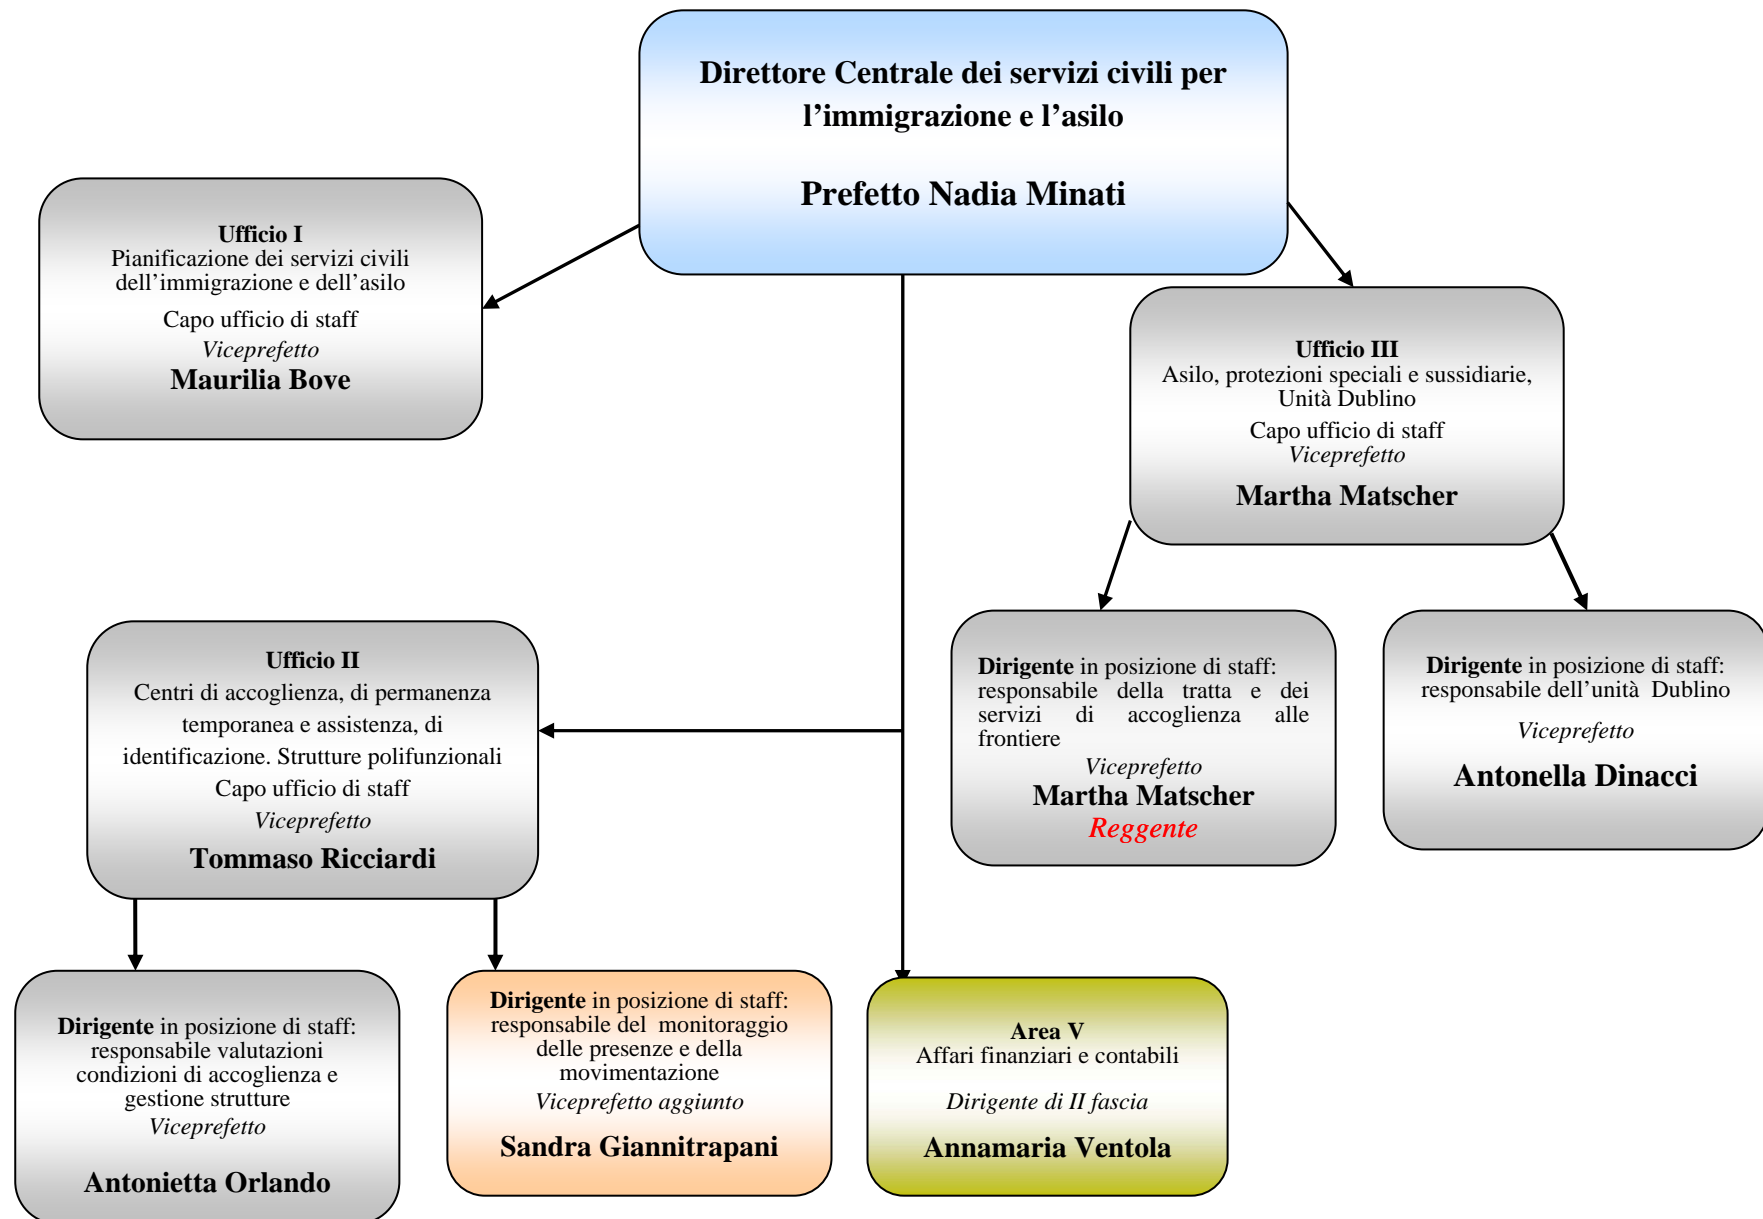 Direttore Centrale dei servizi civili per
l’immigrazione e l’asilo
Prefetto Nadia Minati
Ufficio I
Pianificazione dei servizi civili
dell’immigrazione e dell’asilo
Capo ufficio di staff
Viceprefetto
Maurilia Bove
Ufficio III
Asilo, protezioni speciali e sussidiarie,
Unità Dublino
Capo ufficio di staff
Viceprefetto
Martha Matscher
Ufficio II
Centri di accoglienza, di permanenza
temporanea e assistenza, di
identificazione. Strutture polifunzionali
Capo ufficio di staff
Viceprefetto
Tommaso Ricciardi
Dirigente in posizione di staff:
responsabile della tratta e dei
servizi di accoglienza alle
frontiere
Viceprefetto
Martha Matscher
Reggente
Dirigente in posizione di staff:
responsabile dell’unità Dublino
Viceprefetto
Antonella Dinacci
Dirigente in posizione di staff:
responsabile valutazioni
condizioni di accoglienza e
gestione strutture
Viceprefetto
Antonietta Orlando
Dirigente in posizione di staff:
responsabile del monitoraggio
delle presenze e della
movimentazione
Viceprefetto aggiunto
Sandra Giannitrapani
Area V
Affari finanziari e contabili
Dirigente di II fascia
Annamaria Ventola